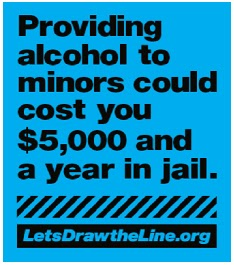 Providing
alcohol to
minors could
cost you
$5,000 and
a year in jail.
LetsDrawtheLine.org